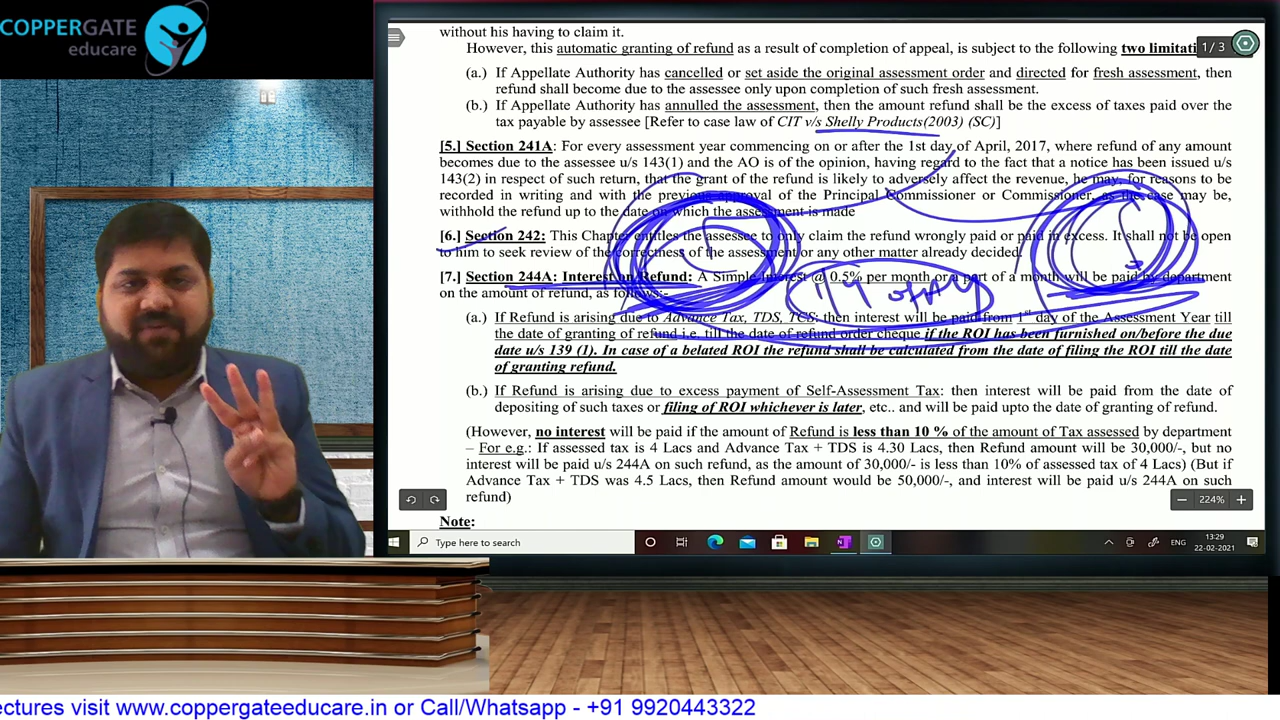 COPPERGATE
educare
without his having to claim it.
However, this automatic granting of refund as a result of completion of appeal, is subject to the following two limitati
1 / 3
(a.) If Appellate Authority has cancelled or set aside the original assessment order and directed for fresh assessment, then
refund shall become due to the assessee only upon completion of such fresh assessment.
(b.) If Appellate Authority has annulled the assessment, then the amount refund shall be the excess of taxes paid over the
tax payable by assessee [Refer to case law of CIT v/s Shelly Products(2003) (SC)]
[5.] Section 241A: For every assessment year commencing on or after the 1st day of April, 2017, where refund of any amount
becomes due to the assessee u/s 143(1) and the AO is of the opinion, having regard to the fact that a notice has been issued u/s
143(2) in respect of such return, that the grant of the refund is likely to adversely affect the revenue, he may, for reasons to be
recorded in writing and with the previous approval of the Principal Commissioner or Commissioner, as the case may be,
withhold the refund up to the date on which the assessment is made
[6.] Section 242: This Chapter entitles the assessee to only claim the refund wrongly paid or paid in excess. It shall not be open
to him to seek review of the correctness of the assessment or any other matter already decided.
[7.] Section 244A: Interest on Refund: A Simple Interest @ 0.5% per month or a part of a month will be paid by department
on the amount of refund, as follows:-
(a.) If Refund is arising due to Advance Tax, TDS, TCS: then interest will be paid from 1st day of the Assessment Year till
the date of granting of refund i.e. till the date of refund order cheque if the ROI has been furnished on/before the due
date u/s 139 (1). In case of a belated ROI the refund shall be calculated from the date of filing the ROI till the date
of granting refund.
(b.) If Refund is arising due to excess payment of Self-Assessment Tax: then interest will be paid from the date of
depositing of such taxes or filing of ROI whichever is later, etc.. and will be paid upto the date of granting of refund.
(However, no interest will be paid if the amount of Refund is less than 10 % of the amount of Tax assessed by department
– For e.g.: If assessed tax is 4 Lacs and Advance Tax + TDS is 4.30 Lacs, then Refund amount will be 30,000/-, but no
interest will be paid u/s 244A on such refund, as the amount of 30,000/- is less than 10% of assessed tax of 4 Lacs) (But if
Advance Tax + TDS was 4.5 Lacs, then Refund amount would be 50,000/-, and interest will be paid u/s 244A on such
refund)
224%
Note:
Type here to search
ENG
13:29
22-02-2021
ectures visit www.coppergateeducare.in or Call/Whatsapp - +91 9920443322